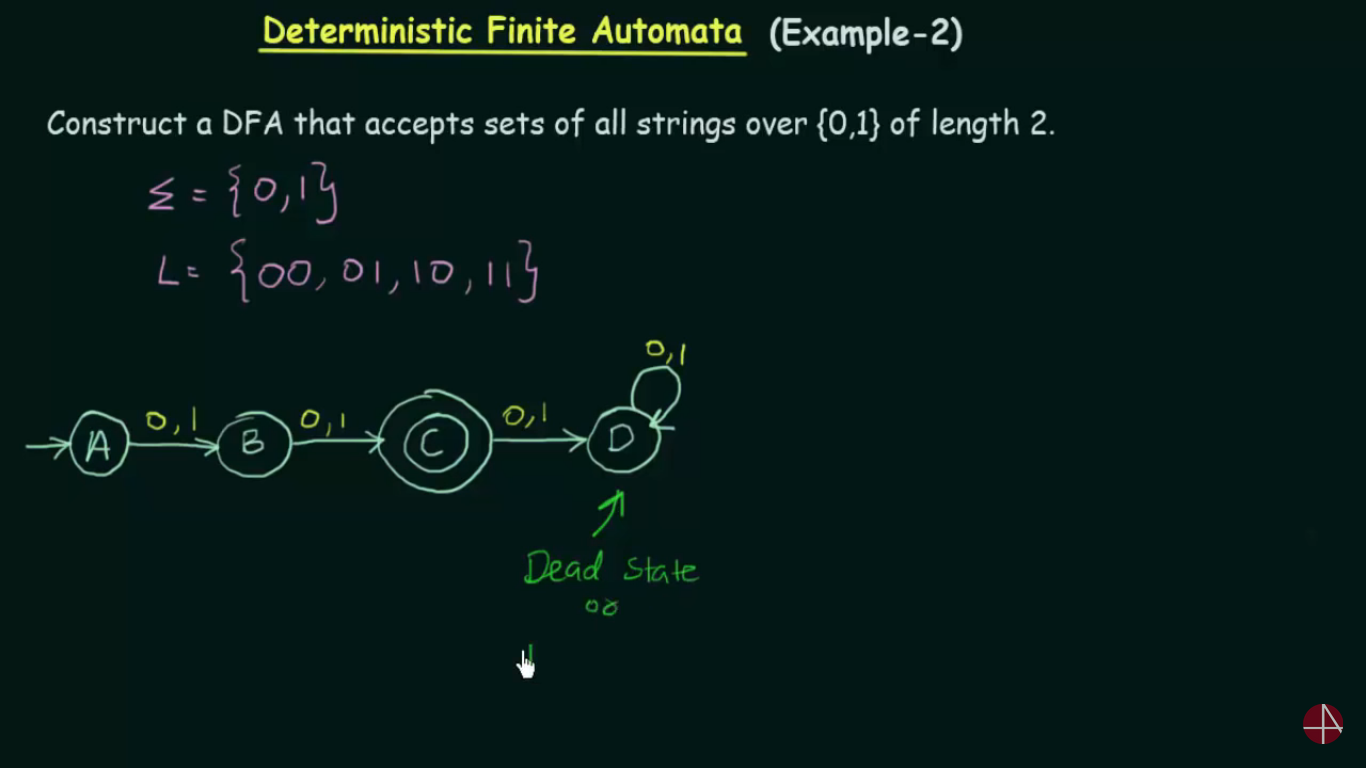 Deterministic Finite Automata (Example-2)
Construct a DFA that accepts sets of all strings over {0,1} of length 2.
Σ = {0,1}
L = {00, 01, 10, 11}
0,1
0,1 0,1 0,1
A B C D
Dead State
or